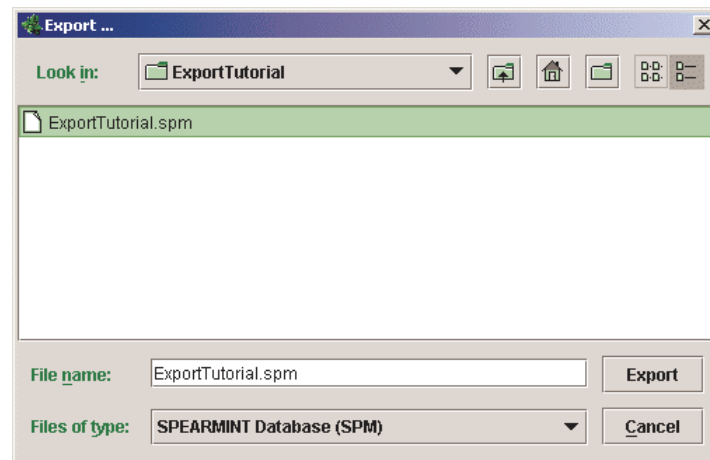 Export ...
Look in: ExportTutorial
ExportTutorial.spm
File name: ExportTutorial.spm Export
Files of type: SPEARMINT Database (SPM) Cancel